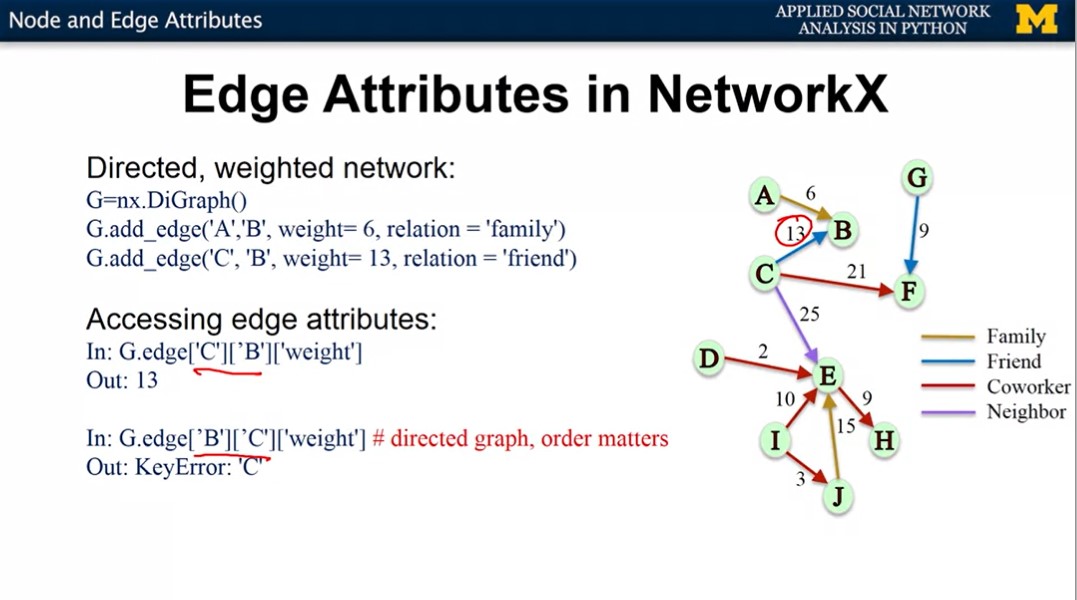 Node and Edge Attributes
APPLIED SOCIAL NETWORK
ANALYSIS IN PYTHON
M
Edge Attributes in NetworkX
Directed, weighted network:
G=nx.DiGraph()
G.add_edge('A','B', weight= 6, relation = 'family')
G.add_edge('C', 'B', weight= 13, relation = 'friend')
Accessing edge attributes:
In: G.edge['C']['B']['weight']
Out: 13
In: G.edge['B']['C']['weight'] # directed graph, order matters
Out: KeyError: 'C'
G
A
6
13
B
9
C
21
F
25
D
2
E
10
9
15
I
H
3
J
Family
Friend
Coworker
Neighbor